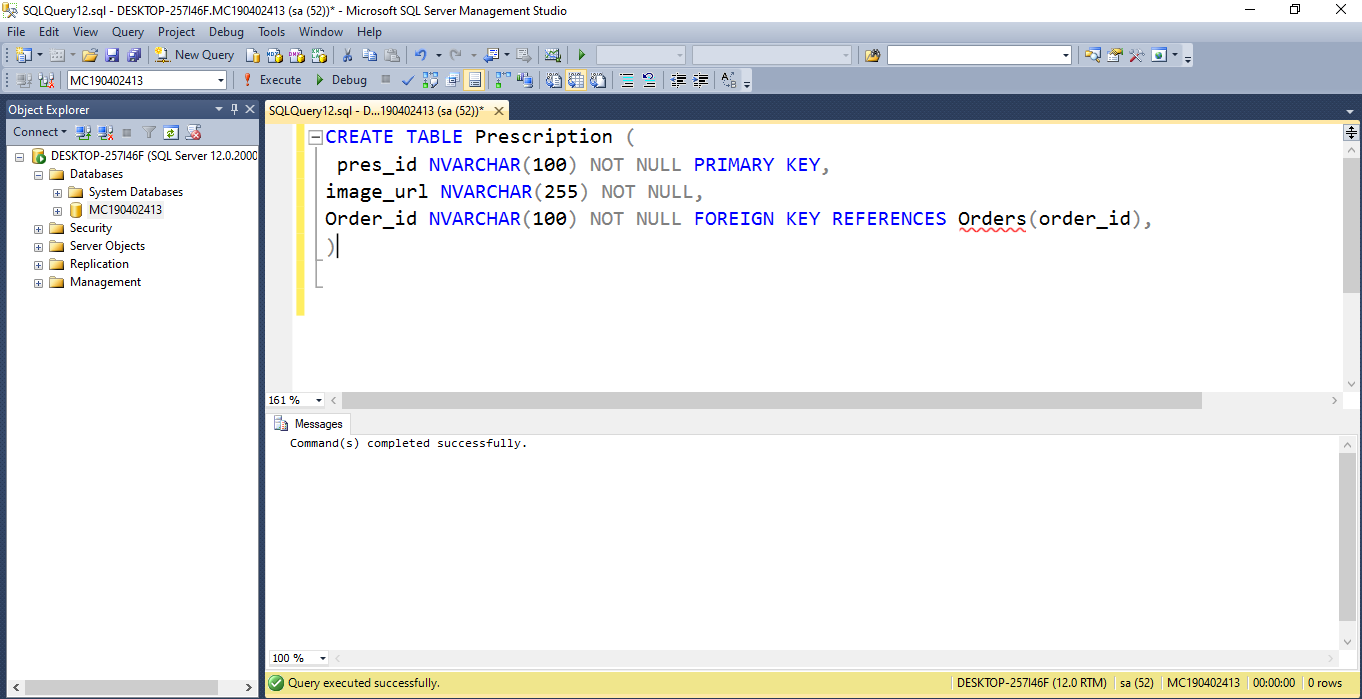 SQLQuery12.sql - DESKTOP-257I46F.MC190402413 (sa (52))* - Microsoft SQL Server Management Studio
File Edit View Query Project Debug Tools Window Help
New Query
MC190402413 Execute Debug
Object Explorer
Connect
DESKTOP-257I46F (SQL Server 12.0.2000
Databases
System Databases
MC190402413
Security
Server Objects
Replication
Management
SQLQuery12.sql - D...190402413 (sa (52))*
CREATE TABLE Prescription (
pres_id NVARCHAR(100) NOT NULL PRIMARY KEY,
image_url NVARCHAR(255) NOT NULL,
Order_id NVARCHAR(100) NOT NULL FOREIGN KEY REFERENCES Orders(order_id),
)
161 %
Messages
Command(s) completed successfully.
100 %
Query executed successfully. DESKTOP-257I46F (12.0 RTM) sa (52) MC190402413 00:00:00 0 rows